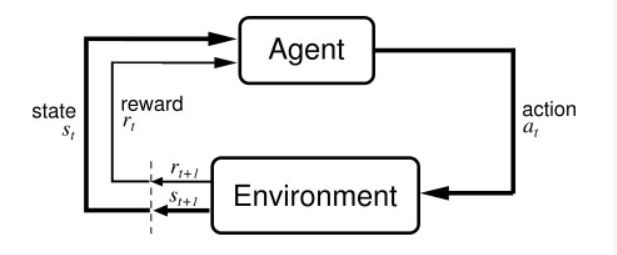 Agent
state
s_t
reward
r_t
action
a_t
r_{t+1}
s_{t+1}
Environment